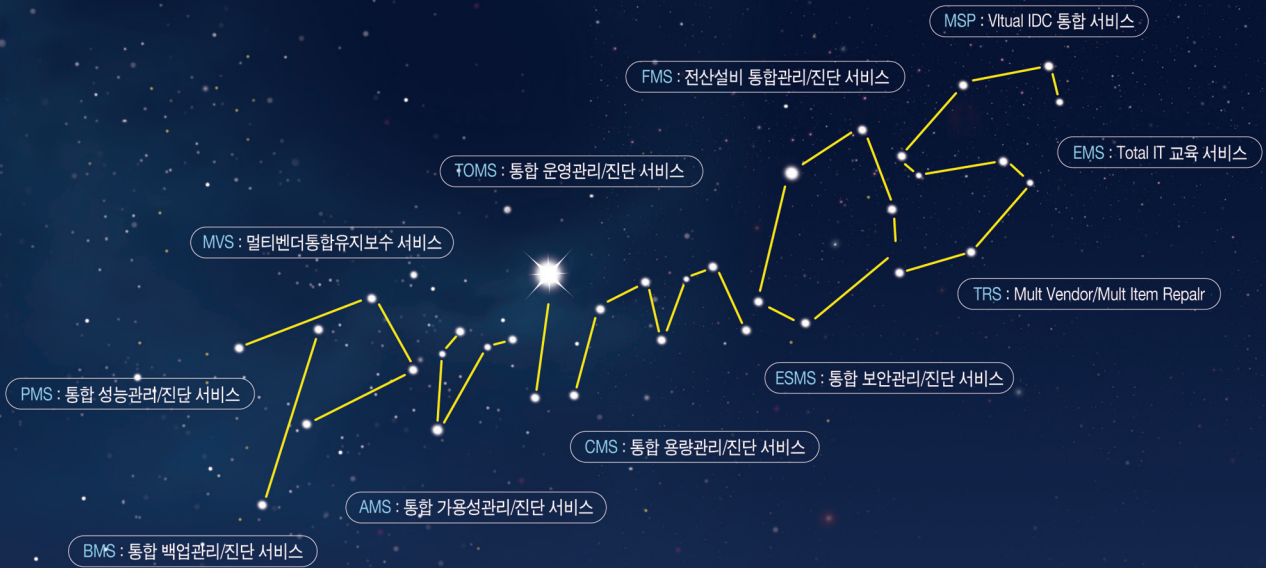 MSP : VItual IDC 통합 서비스
FMS : 전산설비 통합관리/진단 서비스
EMS : Total IT 교육 서비스
TOMS : 통합 운영관리/진단 서비스
MVS : 멀티벤더통합유지보수 서비스
TRS : Mult Vendor/Mult Item RepaIr
ESMS : 통합 보안관리/진단 서비스
PMS : 통합 성능관리/진단 서비스
CMS : 통합 용량관리/진단 서비스
AMS : 통합 가용성관리/진단 서비스
BMS : 통합 백업관리/진단 서비스